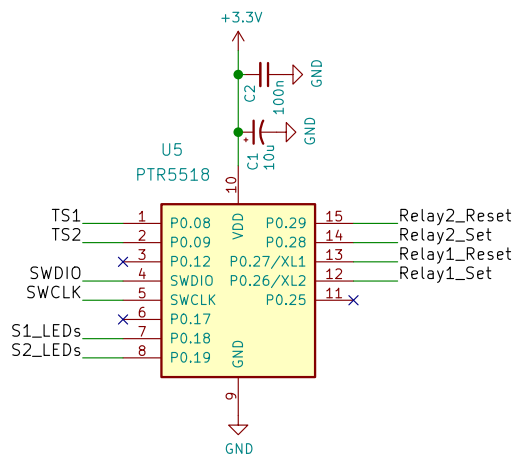 +3.3V
C2
100n
GND
C1
10u
GND
U5
PTR5518
10
VDD
TS1 1 P0.08 P0.29 15 Relay2_Reset
TS2 2 P0.09 P0.28 14 Relay2_Set
3 P0.12 P0.27/XL1 13 Relay1_Reset
SWDIO 4 SWDIO P0.26/XL2 12 Relay1_Set
SWCLK 5 SWCLK P0.25 11
6 P0.17
S1_LEDs 7 P0.18
S2_LEDs 8 P0.19
GND
9
GND